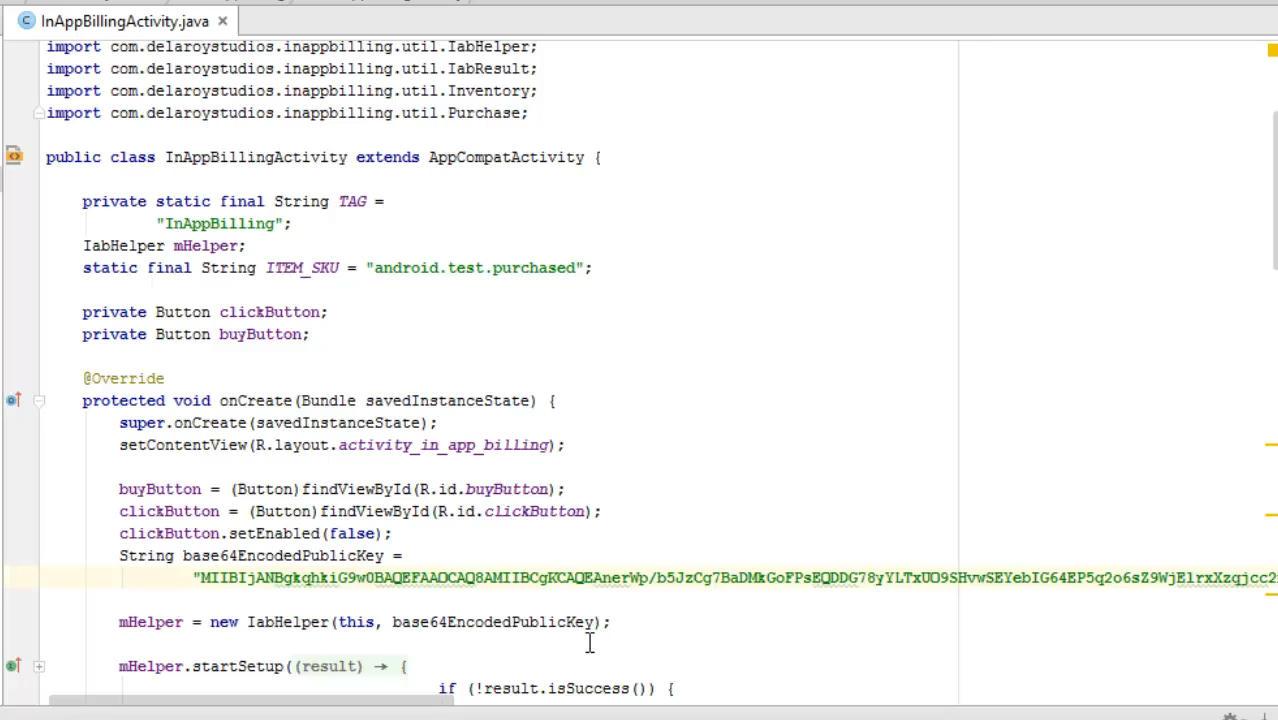 InAppBillingActivity.java
import com.delaroystudios.inappbilling.util.IabHelper;
import com.delaroystudios.inappbilling.util.IabResult;
import com.delaroystudios.inappbilling.util.Inventory;
import com.delaroystudios.inappbilling.util.Purchase;
public class InAppBillingActivity extends AppCompatActivity {
private static final String TAG =
"InAppBilling";
IabHelper mHelper;
static final String ITEM_SKU = "android.test.purchased";
private Button clickButton;
private Button buyButton;
@Override
protected void onCreate(Bundle savedInstanceState) {
super.onCreate(savedInstanceState);
setContentView(R.layout.activity_in_app_billing);
buyButton = (Button)findViewById(R.id.buyButton);
clickButton = (Button)findViewById(R.id.clickButton);
clickButton.setEnabled(false);
String base64EncodedPublicKey =
"MIIBIjANBgkqhkiG9w0BAQEFAAOCAQ8AMIIBCgKCAQEAnerWp/b5JzCg7BaDMkGoFPsEQDDG78yYLTxUO9SHvwSEYebIG64EP5q2o6sZ9WjElrxXzqjcc2
mHelper = new IabHelper(this, base64EncodedPublicKey);
mHelper.startSetup((result) → {
if (!result.isSuccess()) {